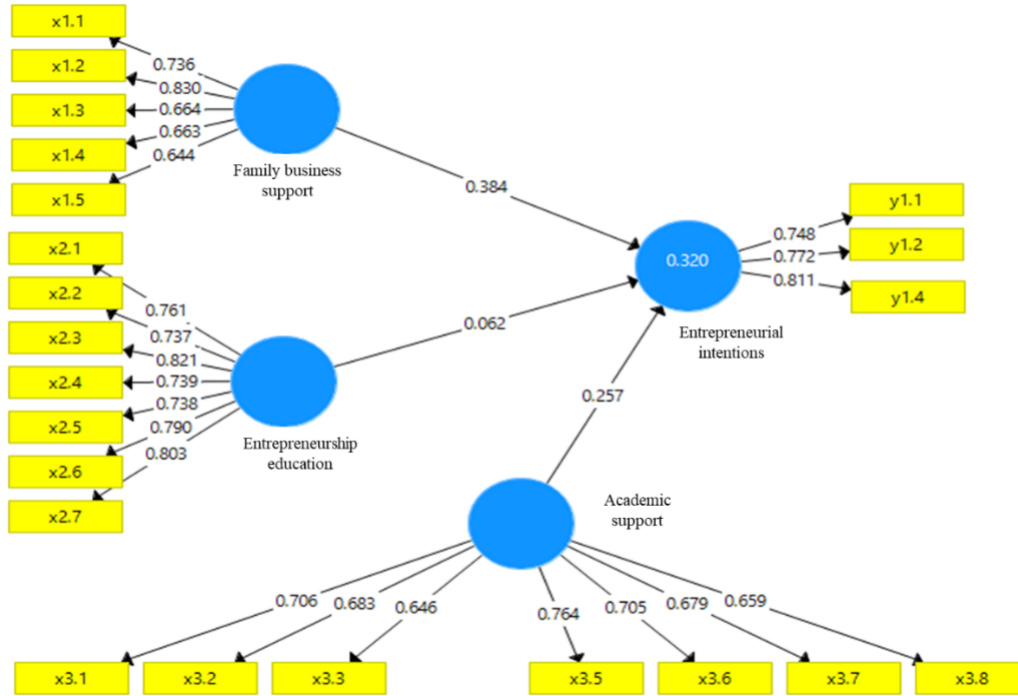 x1.1
x1.2
x1.3
x1.4
x1.5
0.736
0.830
0.664
0.663
0.644
Family business
support
0.384
x2.1
x2.2
x2.3
x2.4
x2.5
x2.6
x2.7
0.761
0.737
0.821
0.739
0.738
0.790
0.803
Entrepreneurship
education
0.062
0.320
Entrepreneurial
intentions
0.748
0.772
0.811
y1.1
y1.2
y1.4
0.257
Academic
support
0.706
0.683
0.646
0.764
0.705
0.679
0.659
x3.1
x3.2
x3.3
x3.5
x3.6
x3.7
x3.8